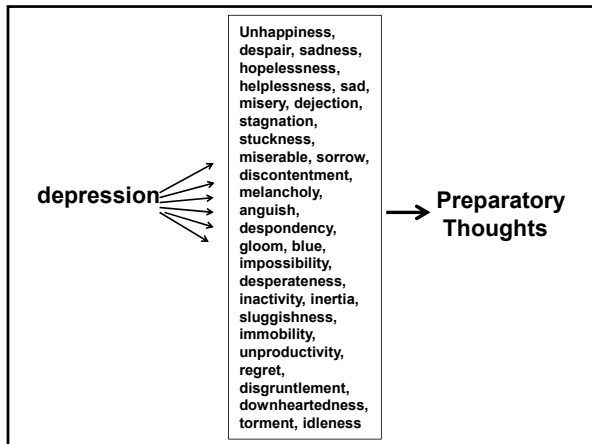 depression
Unhappiness,
despair, sadness,
hopelessness,
helplessness, sad,
misery, dejection,
stagnation,
stuckness,
miserable, sorrow,
discontentment,
melancholy,
anguish,
despondency,
gloom, blue,
impossibility,
desperateness,
inactivity, inertia,
sluggishness,
immobility,
unproductivity,
regret,
disgruntlement,
downheartedness,
torment, idleness
Preparatory
Thoughts